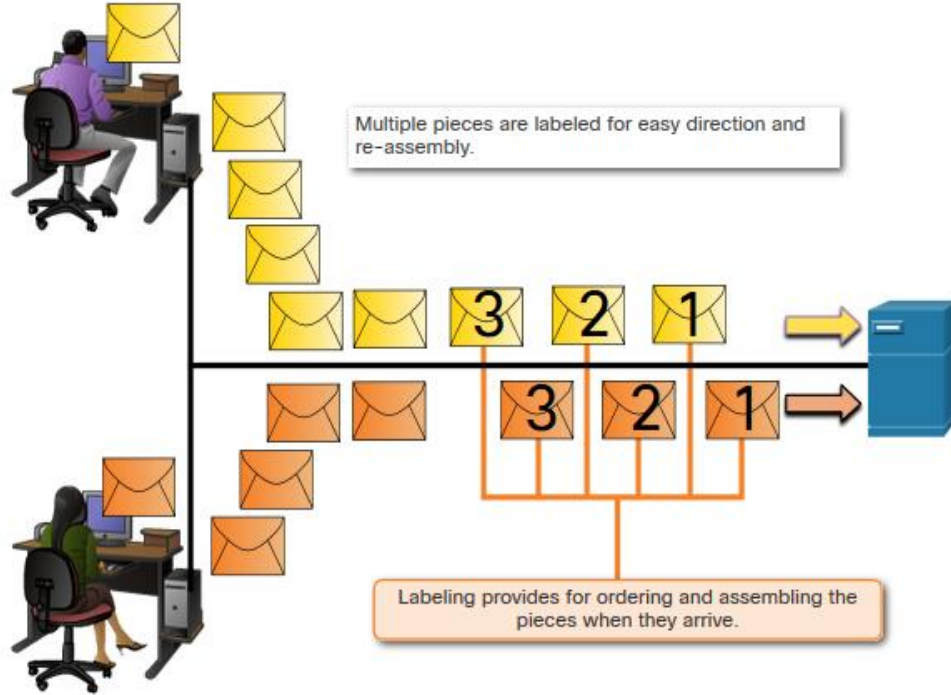 Multiple pieces are labeled for easy direction and
re-assembly.
3 2 1
3 2 1
Labeling provides for ordering and assembling the
pieces when they arrive.